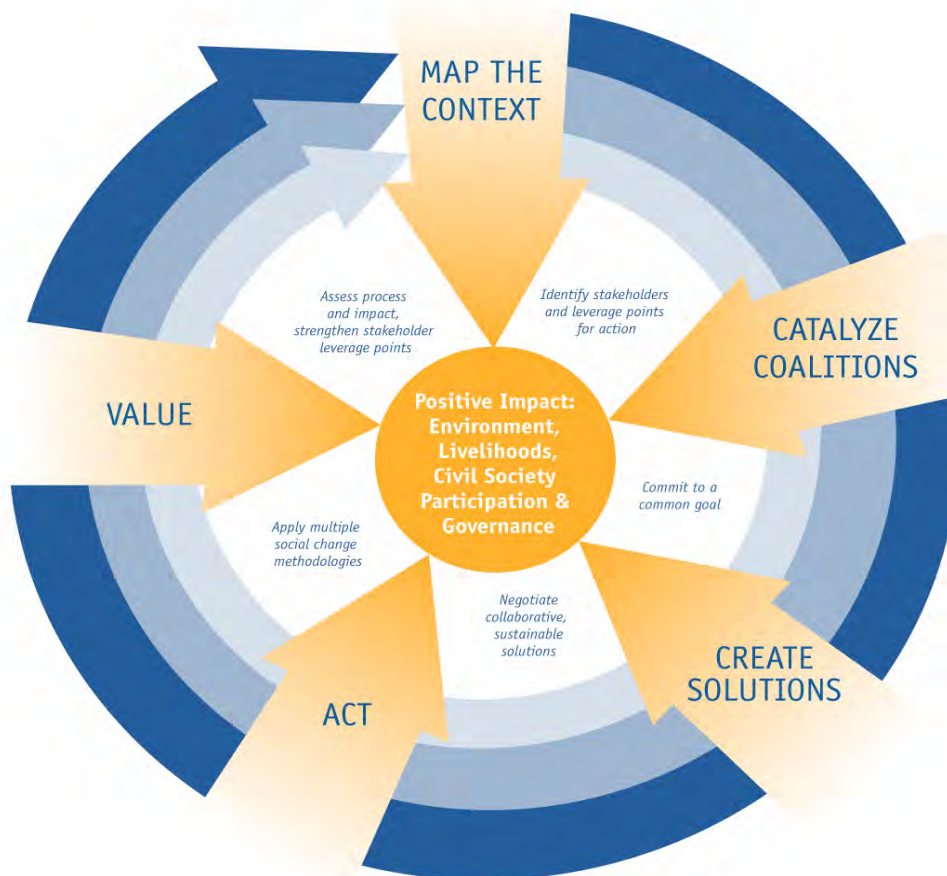 MAP THE
CONTEXT
Identify stakeholders
and leverage points
for action
CATALYZE
COALITIONS
Commit to a
common goal
CREATE
SOLUTIONS
Negotiate
collaborative,
sustainable
solutions
ACT
Apply multiple
social change
methodologies
VALUE
Assess process
and impact,
strengthen stakeholder
leverage points
Positive Impact:
Environment,
Livelihoods,
Civil Society
Participation &
Governance